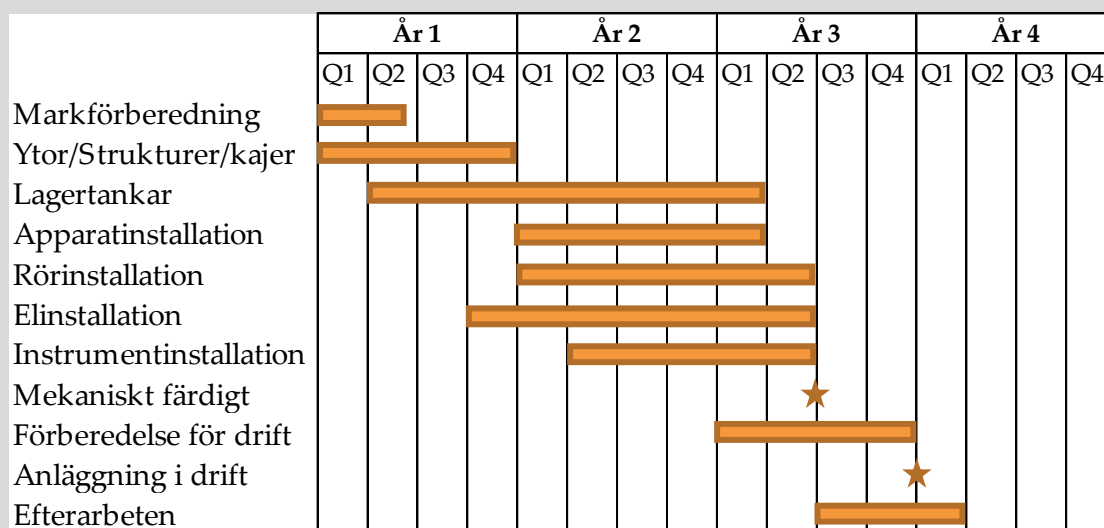 År 1 År 2 År 3 År 4
Q1 Q2 Q3 Q4 Q1 Q2 Q3 Q4 Q1 Q2 Q3 Q4 Q1 Q2 Q3 Q4
Markförberedning
Ytor/Strukturer/kajer
Lagertankar
Apparatinstallation
Rörinstallation
Elinstallation
Instrumentinstallation
Mekaniskt färdigt
Förberedelse för drift
Anläggning i drift
Efterarbeten